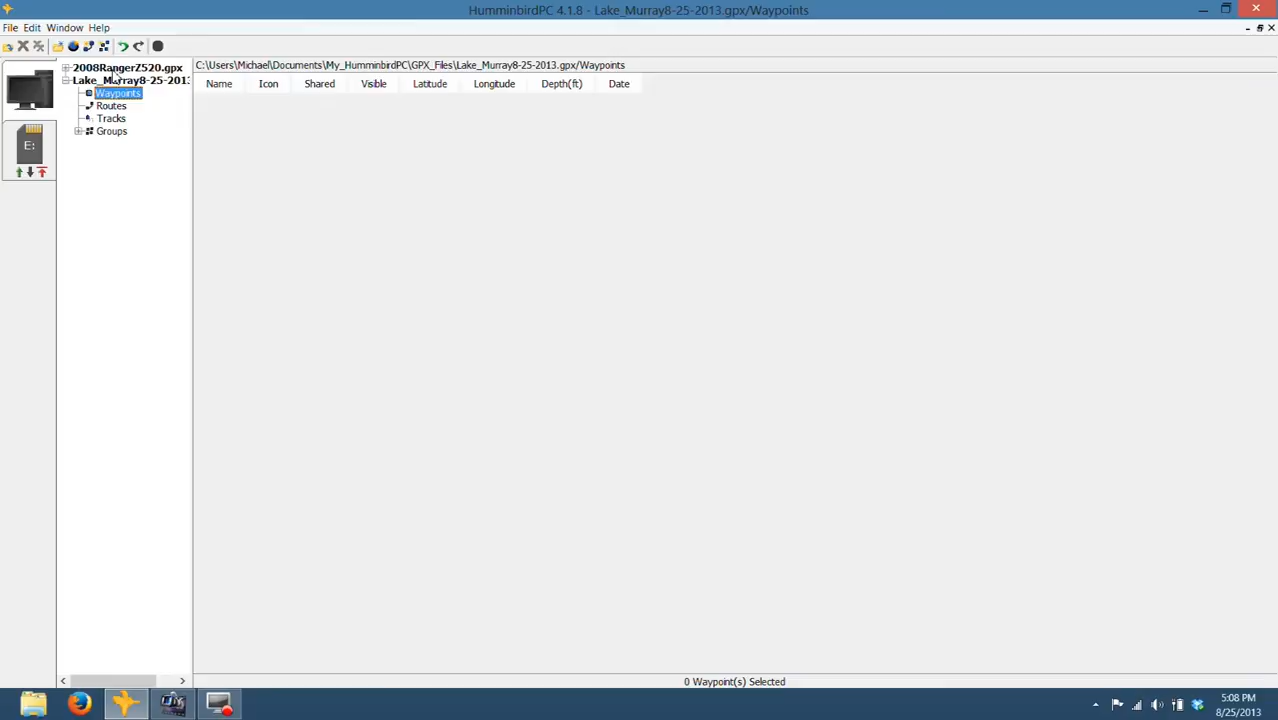 HumminbirdPC 4.1.8 - Lake_Murray8-25-2013.gpx/Waypoints
File Edit Window Help
2008RangerZ520.gpx
Lake_Murray8-25-201
Waypoints
Routes
Tracks
Groups
E:
C:\Users\Michael\Documents\My_HumminbirdPC\GPX_Files\Lake_Murray8-25-2013.gpx/Waypoints
Name Icon Shared Visible Latitude Longitude Depth(ft) Date
0 Waypoint(s) Selected
5:08 PM
8/25/2013